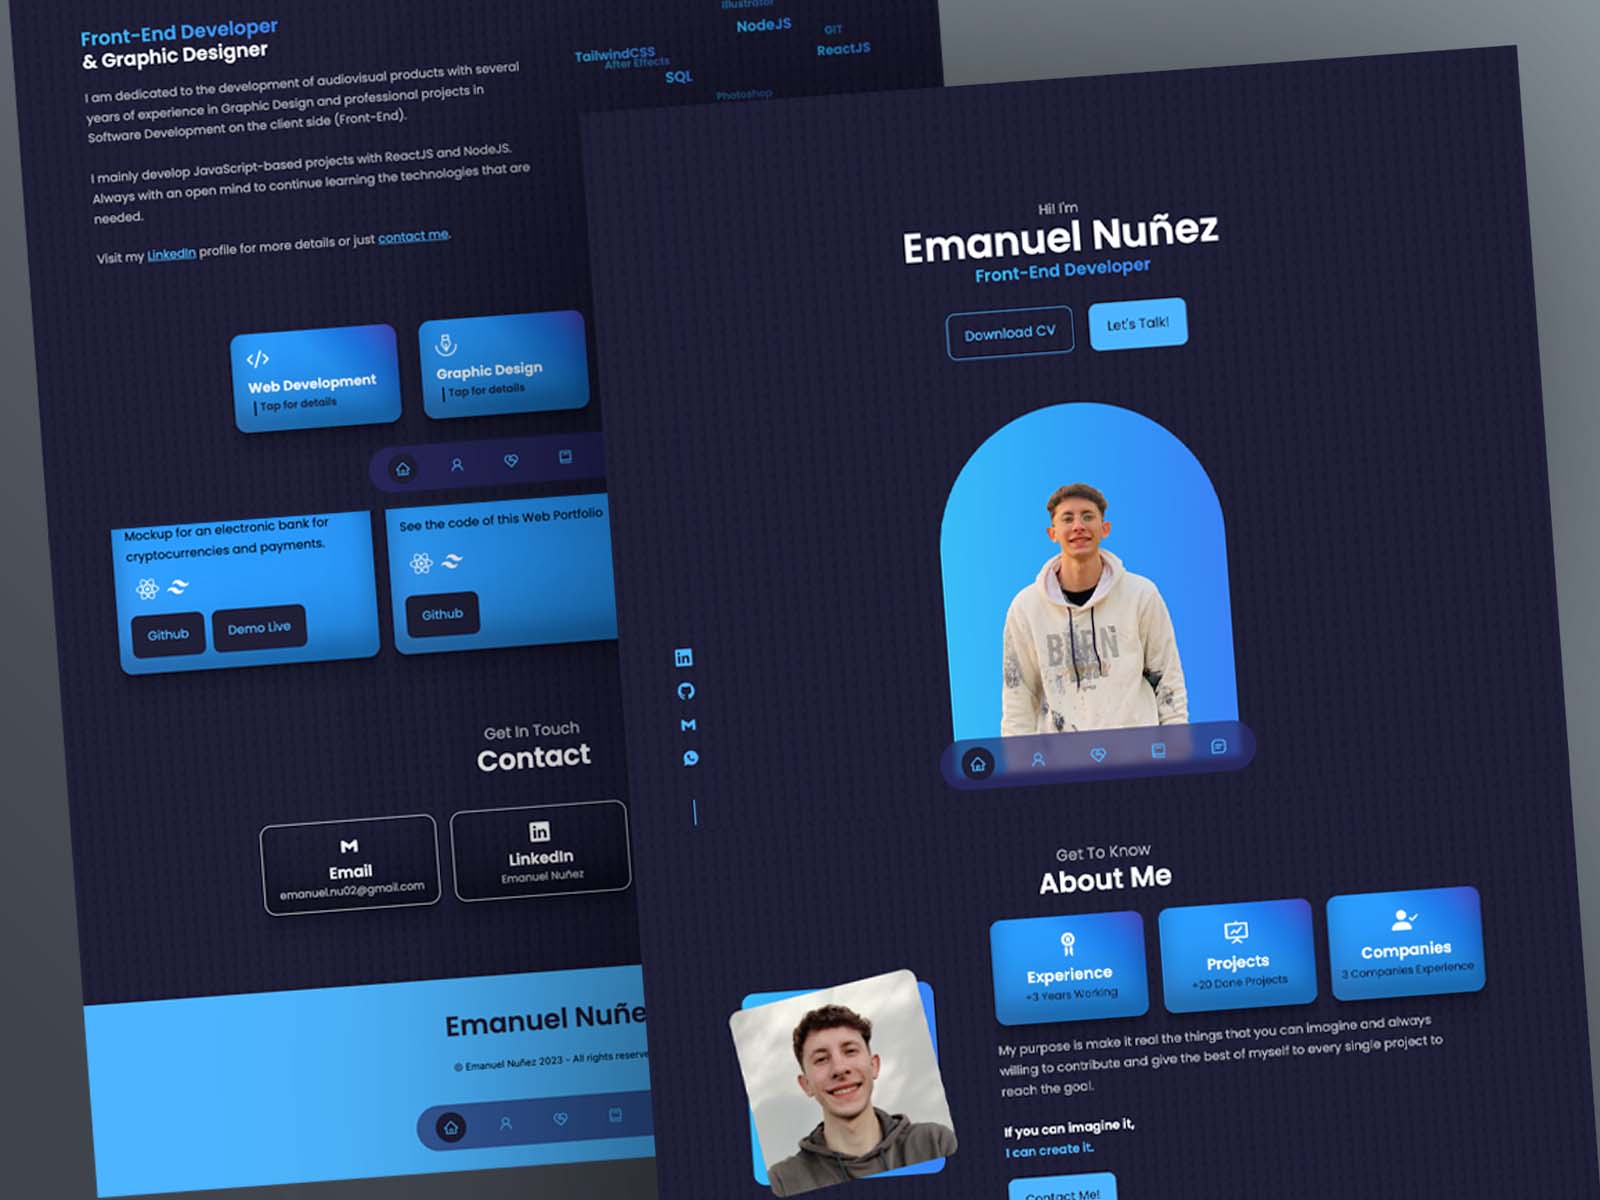 Front-End Developer
& Graphic Designer
I am dedicated to the development of audiovisual products with several
years of experience in Graphic Design and professional projects in
Software Development on the client side (Front-End).
I mainly develop JavaScript-based projects with ReactJS and NodeJS.
Always with an open mind to continue learning the technologies that are
needed.
Visit my LinkedIn profile for more details or just contact me.
Illustrator
NodeJS
GIT
TailwindCSS
ReactJS
After Effects
SQL
Photoshop
Web Development
Tap for details
Graphic Design
Tap for details
Mockup for an electronic bank for
cryptocurrencies and payments.
Github
Demo Live
See the code of this Web Portfolio
Github
Get In Touch
Contact
Email
emanuel.nu02@gmail.com
LinkedIn
Emanuel Nuñez
Emanuel Nuñe
© Emanuel Nuñez 2023 - All rights reserve
Hi! I'm
Emanuel Nuñez
Front-End Developer
Download CV
Let's Talk!
Get To Know
About Me
Experience
+3 Years Working
Projects
+20 Done Projects
Companies
3 Companies Experience
My purpose is make it real the things that you can imagine and always
willing to contribute and give the best of myself to every single project to
reach the goal.
If you can imagine it,
I can create it.
Contact Me!